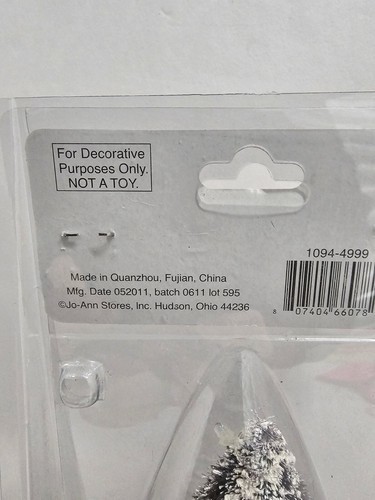 For Decorative
Purposes Only.
NOT A TOY.
1094-4999
Made in Quanzhou, Fujian, China
Mfg. Date 052011, batch 0611 lot 595
©Jo-Ann Stores, Inc. Hudson, Ohio 44236
8 07404 66078